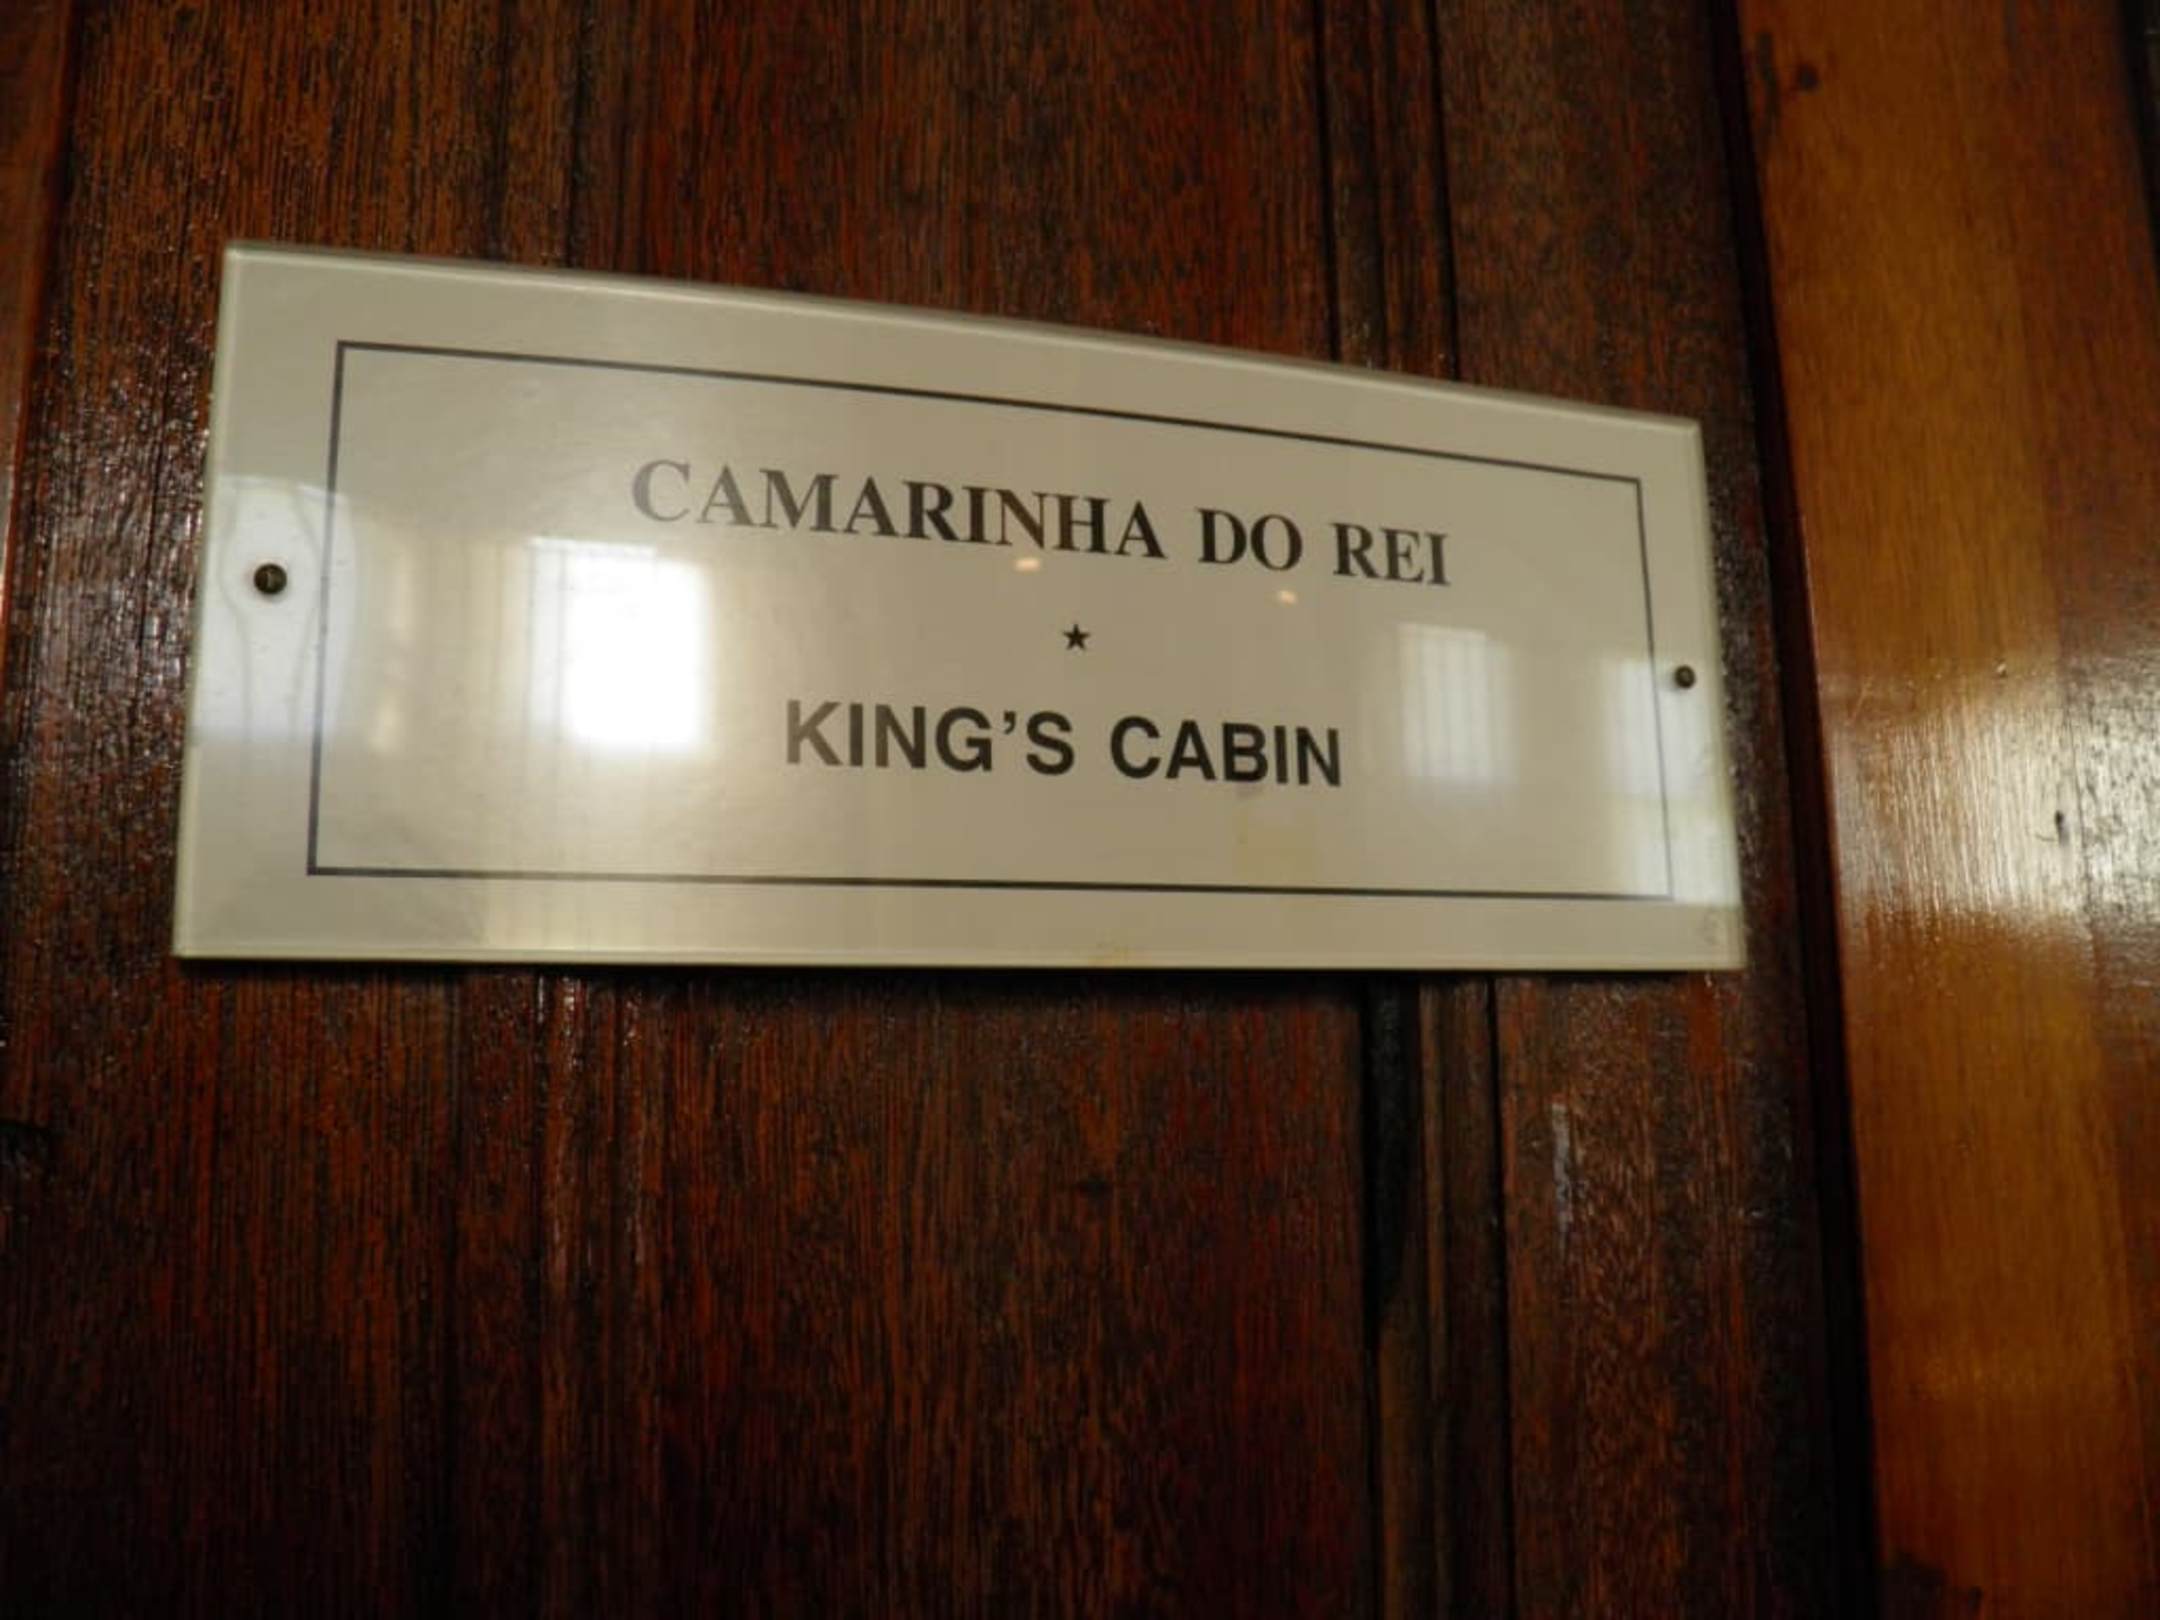 CAMARINHA DO REI
★
KING'S CABIN